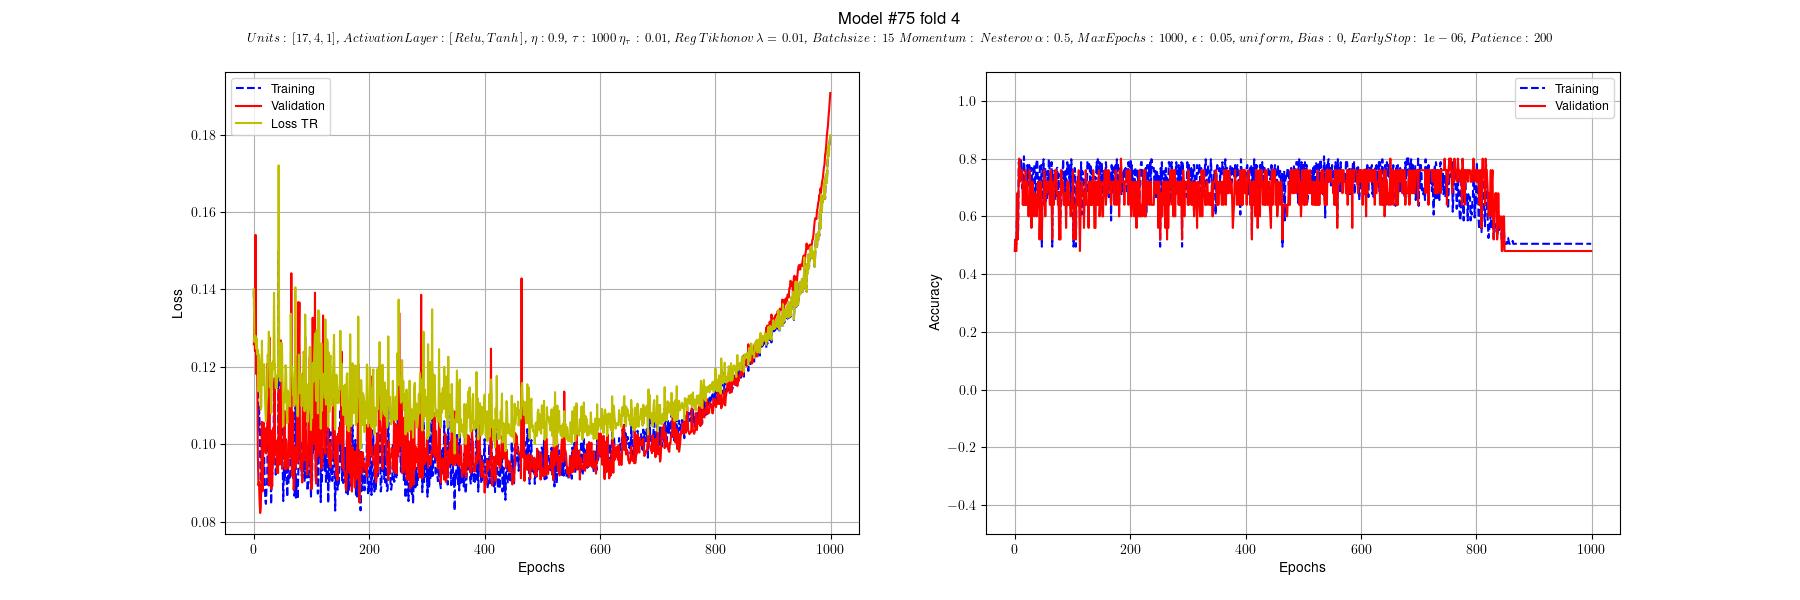 Model #75 fold 4
Units : [17, 4, 1], ActivationLayer : [Relu, Tanh], η : 0.9, τ : 1000 η_τ : 0.01, Reg Tikhonov λ = 0.01, Batchsize : 15 Momentum : Nesterov α : 0.5, MaxEpochs : 1000, ϵ : 0.05, uniform, Bias : 0, EarlyStop : 1e − 06, Patience : 200
Training
Validation
Loss TR
0.18
0.16
0.14
0.12
0.10
0.08
Loss
0 200 400 600 800 1000
Epochs
Training
Validation
1.0
0.8
0.6
0.4
0.2
0.0
−0.2
−0.4
Accuracy
0 200 400 600 800 1000
Epochs